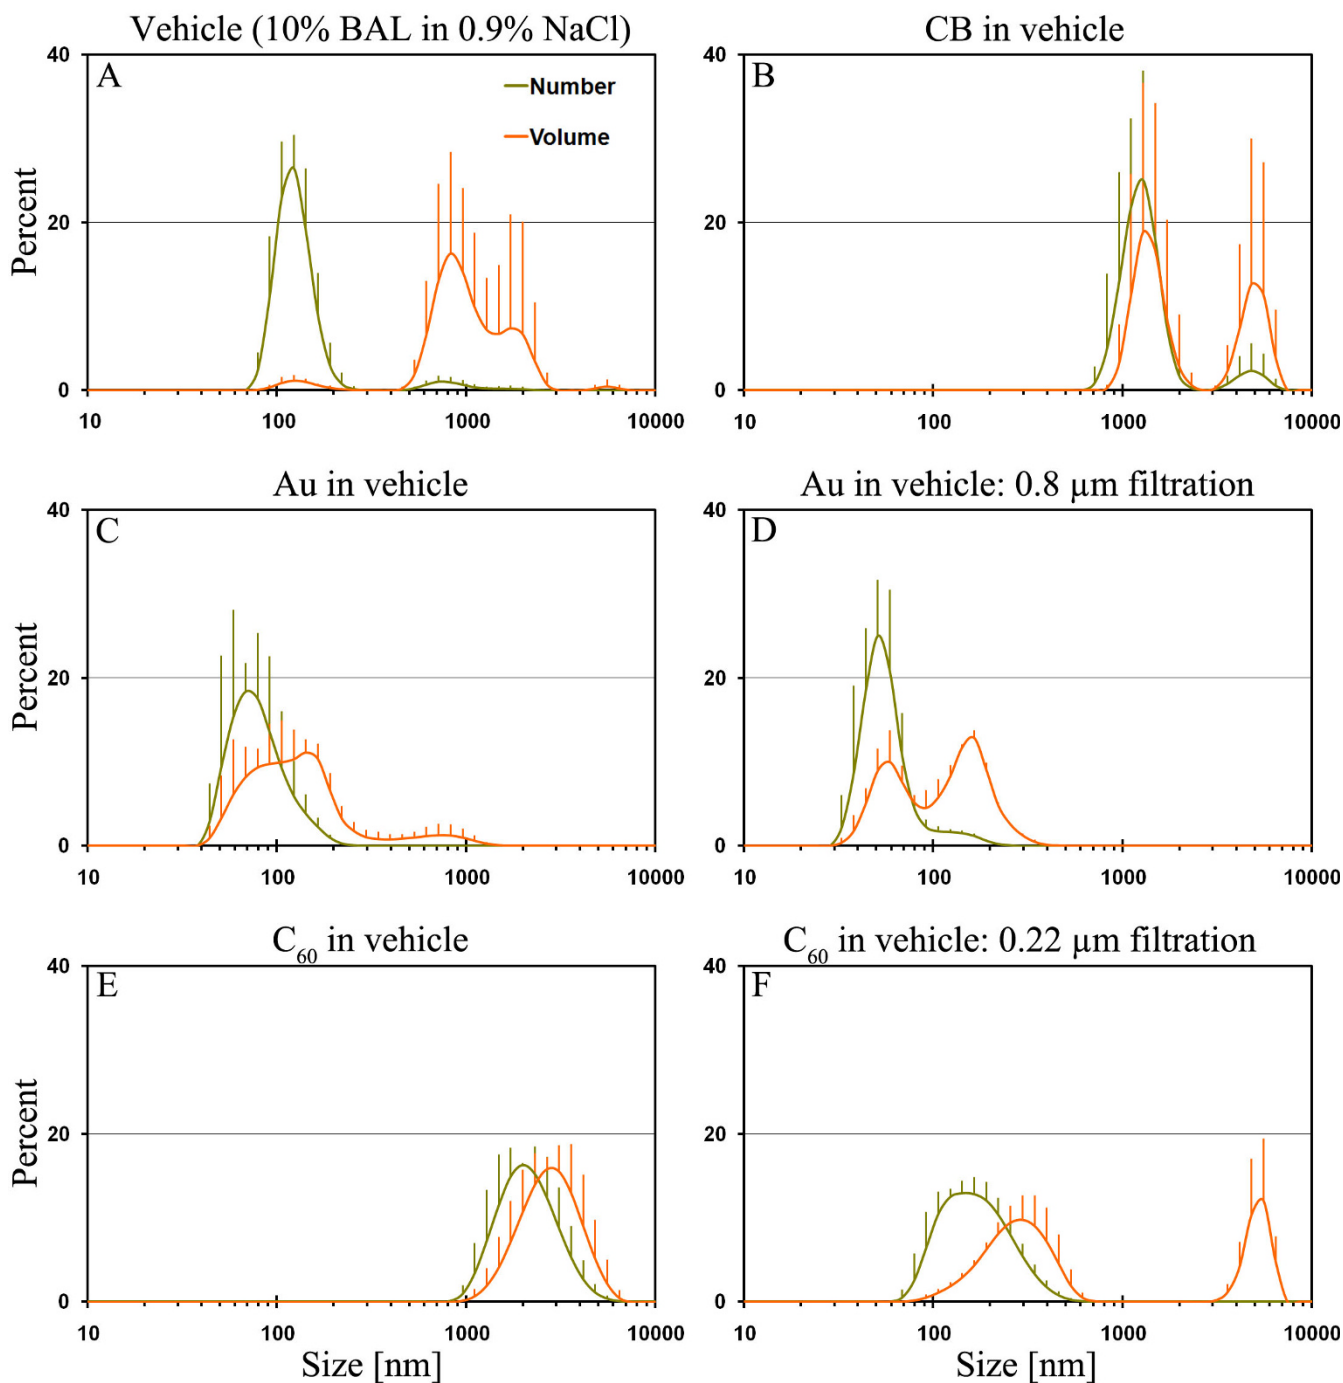 Vehicle (10% BAL in 0.9% NaCl)
CB in vehicle
A
B
Number
Volume
Percent
40
20
0
10 100 1000 10000
40
20
0
10 100 1000 10000
Au in vehicle
Au in vehicle: 0.8 µm filtration
C
D
Percent
40
20
0
10 100 1000 10000
40
20
0
10 100 1000 10000
C₆₀ in vehicle
C₆₀ in vehicle: 0.22 µm filtration
E
F
Percent
40
20
0
10 100 1000 10000
40
20
0
10 100 1000 10000
Size [nm]
Size [nm]